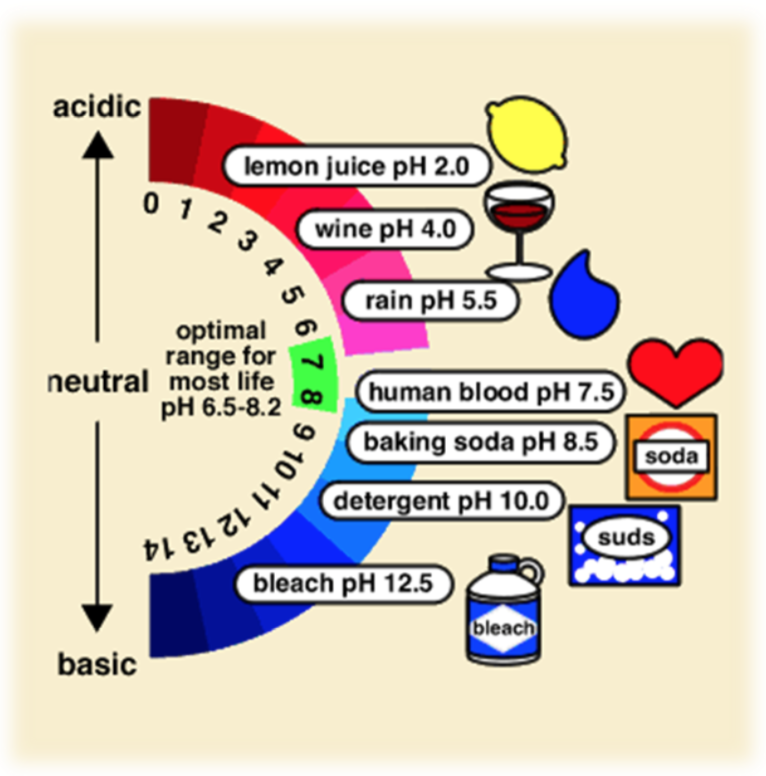 acidic
lemon juice pH 2.0
0 1 2 3 4 5 6 7 8 9 10 11 12 13 14
wine pH 4.0
rain pH 5.5
optimal
range for
most life
pH 6.5-8.2
neutral
human blood pH 7.5
baking soda pH 8.5
soda
detergent pH 10.0
suds
bleach pH 12.5
bleach
basic